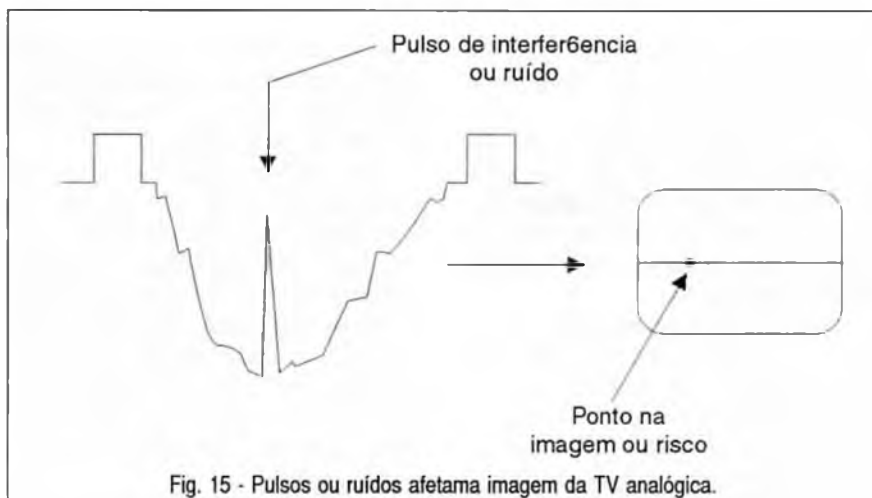 Pulso de interfer6encia
ou ruído
Ponto na
imagem ou risco
Fig. 15 - Pulsos ou ruídos afetama imagem da TV analógica.